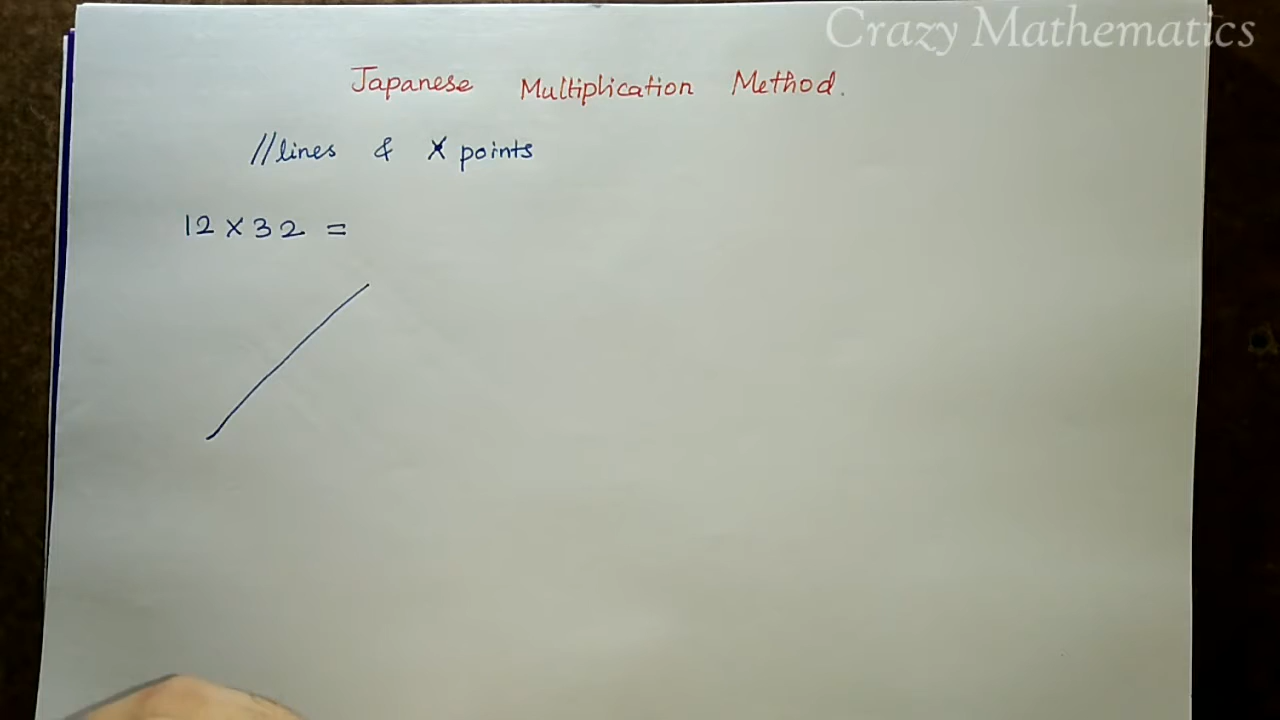 Crazy Mathematics
Japanese Multiplication Method.
//lines & X points
12 X 32 =